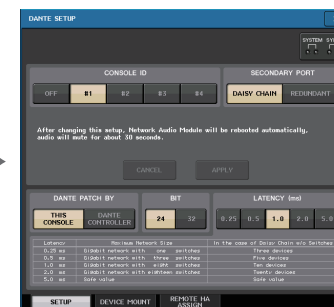 DANTE SETUP
SYSTEM SY
CONSOLE ID
SECONDARY PORT
OFF #1 #2 #3 #4 DAISY CHAIN REDUNDANT
After changing this setup, Network Audio Module will be rebooted automatically,
audio will mute for about 30 seconds.
CANCEL APPLY
DANTE PATCH BY BIT LATENCY (ms)
THIS CONSOLE DANTE CONTROLLER 24 32 0.25 0.5 1.0 2.0 5.0
Latency Maximum Network Size In the case of Daisy Chain w/o Switches
0.25 ms Gigabit network with one switches Three devices
0.5 ms Gigabit network with three switches Five devices
1.0 ms Gigabit network with eight switches Ten devices
2.0 ms Gigabit network with eighteen switches Twenty devices
5.0 ms Safe value Safe value
SETUP DEVICE MOUNT REMOTE HA ASSIGN